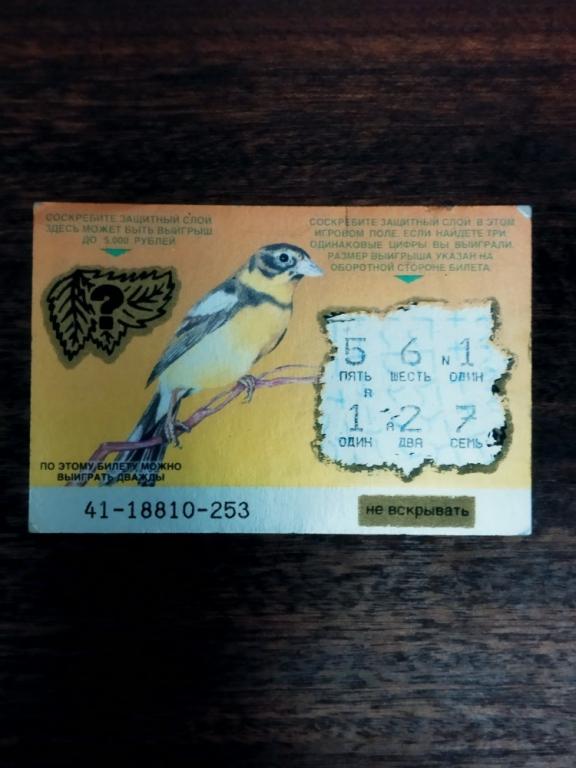 СОСКРЕБИТЕ ЗАЩИТНЫЙ СЛОЙ.
ЗДЕСЬ МОЖЕТ БЫТЬ ВЫИГРЫШ
ДО 5.000 РУБЛЕЙ
?
ПО ЭТОМУ БИЛЕТУ МОЖНО
ВЫИГРАТЬ ДВАЖДЫ
СОСКРЕБИТЕ ЗАЩИТНЫЙ СЛОЙ В ЭТОМ
ИГРОВОМ ПОЛЕ. ЕСЛИ НАЙДЕТЕ ТРИ
ОДИНАКОВЫЕ ЦИФРЫ ВЫ ВЫИГРАЛИ.
РАЗМЕР ВЫИГРЫША УКАЗАН НА
ОБОРОТНОЙ СТОРОНЕ БИЛЕТА.
5 6 N 1
ПЯТЬ ШЕСТЬ ОДИН
Я
1 А 2 7
ОДИН ДВА СЕМЬ
41-18810-253
не вскрывать